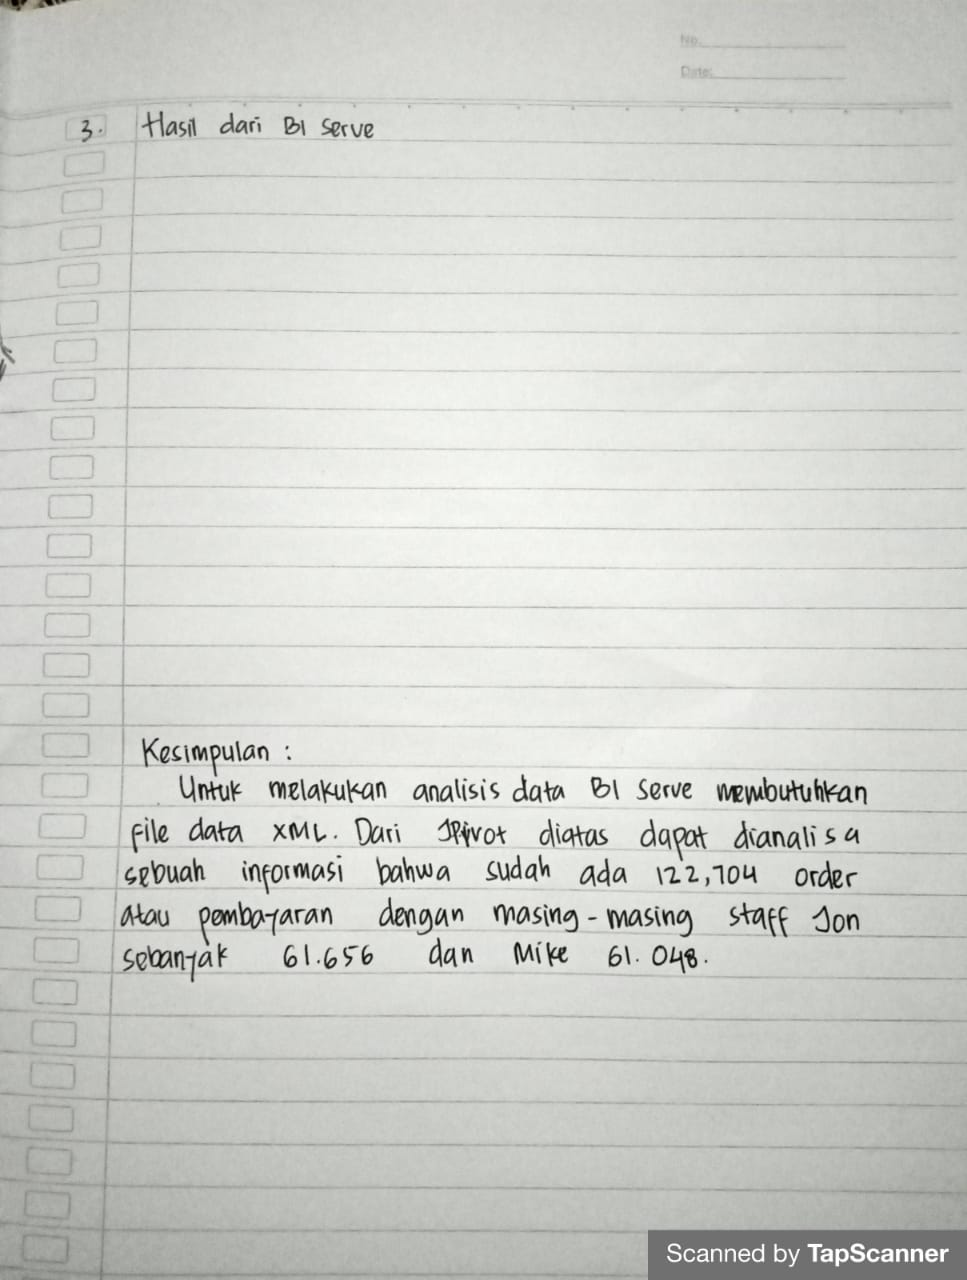 No.
Date:
3. Hasil dari BI serve
Kesimpulan :
Untuk melakukan analisis data BI serve membutuhkan
file data XML. Dari JPivot diatas dapat dianalisa
sebuah informasi bahwa sudah ada 122,704 order
atau pembayaran dengan masing-masing staff Jon
sebanyak 61.656 dan Mike 61.048.
Scanned by TapScanner